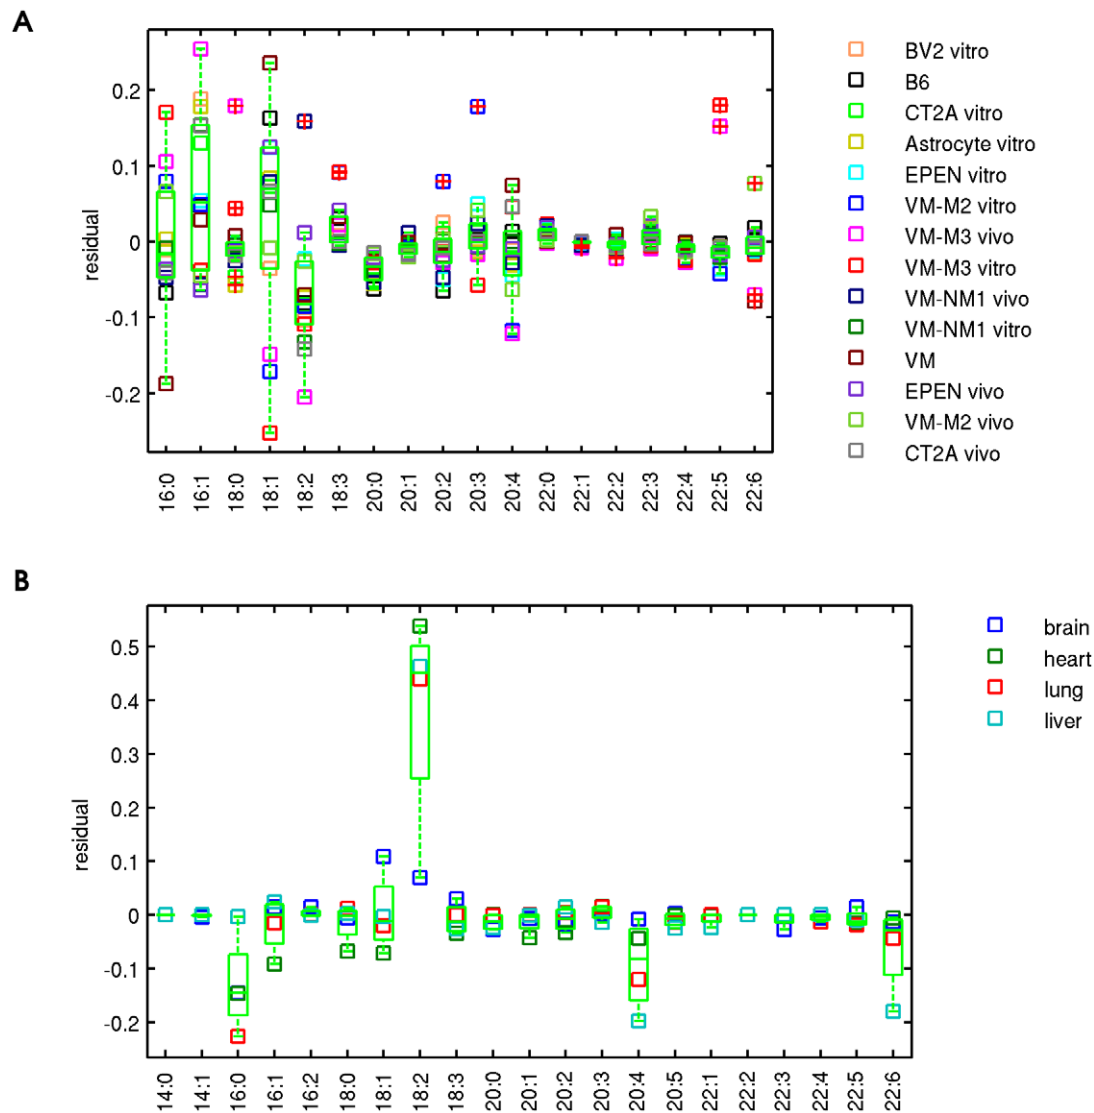 A
residual
0.2
0.1
0
-0.1
-0.2
16:0
16:1
18:0
18:1
18:2
18:3
20:0
20:1
20:2
20:3
20:4
22:0
22:1
22:2
22:3
22:4
22:5
22:6
BV2 vitro
B6
CT2A vitro
Astrocyte vitro
EPEN vitro
VM-M2 vitro
VM-M3 vivo
VM-M3 vitro
VM-NM1 vivo
VM-NM1 vitro
VM
EPEN vivo
VM-M2 vivo
CT2A vivo
B
residual
0.5
0.4
0.3
0.2
0.1
0
-0.1
-0.2
14:0
14:1
16:0
16:1
16:2
18:0
18:1
18:2
18:3
20:0
20:1
20:2
20:3
20:4
20:5
22:1
22:2
22:3
22:4
22:5
22:6
brain
heart
lung
liver